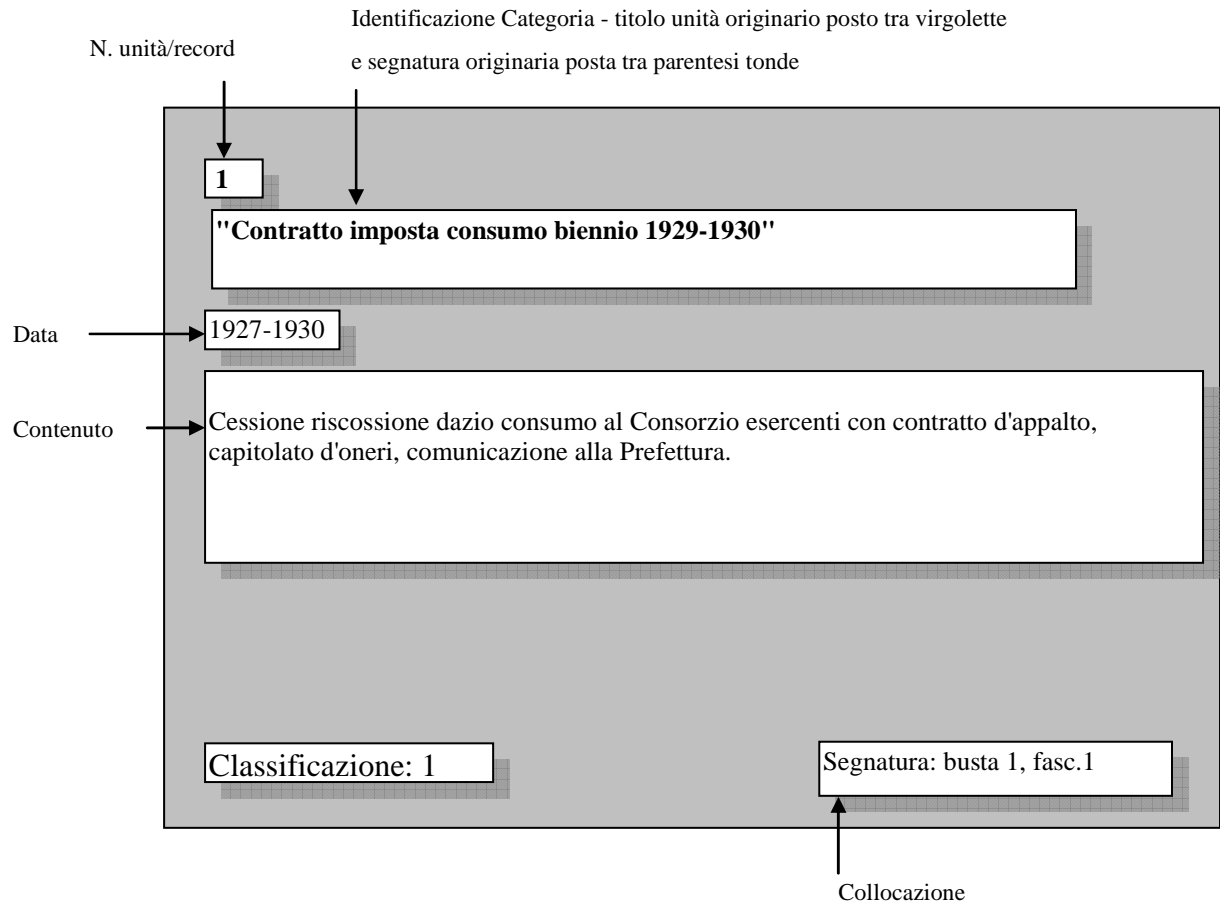 Identificazione Categoria - titolo unità originario posto tra virgolette
N. unità/record
e segnatura originaria posta tra parentesi tonde
1
"Contratto imposta consumo biennio 1929-1930"
Data
1927-1930
Contenuto
Cessione riscossione dazio consumo al Consorzio esercenti con contratto d'appalto,
capitolato d'oneri, comunicazione alla Prefettura.
Classificazione: 1
Segnatura: busta 1, fasc.1
Collocazione